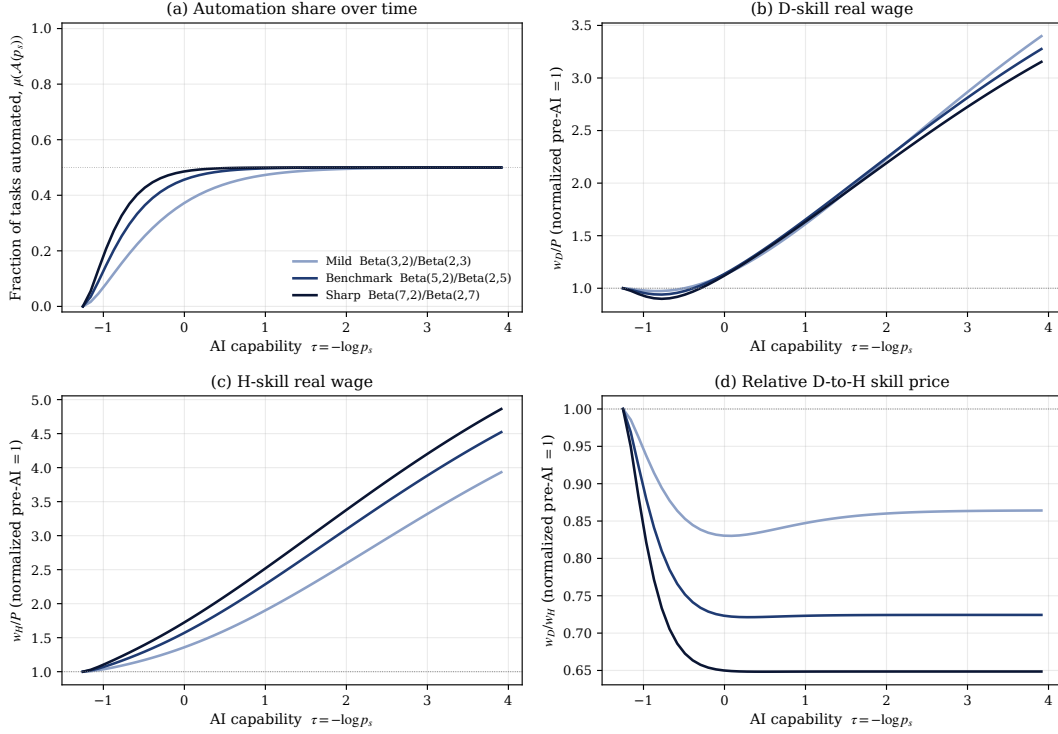 (a) Automation share over time
Fraction of tasks automated, μ(𝒜(pₛ))
1.0
0.8
0.6
0.4
0.2
0.0
Mild Beta(3,2)/Beta(2,3)
Benchmark Beta(5,2)/Beta(2,5)
Sharp Beta(7,2)/Beta(2,7)
−1 0 1 2 3 4
AI capability τ = −log pₛ
(b) D-skill real wage
w_D/P (normalized pre-AI = 1)
3.5
3.0
2.5
2.0
1.5
1.0
−1 0 1 2 3 4
AI capability τ = −log pₛ
(c) H-skill real wage
w_H/P (normalized pre-AI = 1)
5.0
4.5
4.0
3.5
3.0
2.5
2.0
1.5
1.0
−1 0 1 2 3 4
AI capability τ = −log pₛ
(d) Relative D-to-H skill price
w_D/w_H (normalized pre-AI = 1)
1.00
0.95
0.90
0.85
0.80
0.75
0.70
0.65
−1 0 1 2 3 4
AI capability τ = −log pₛ